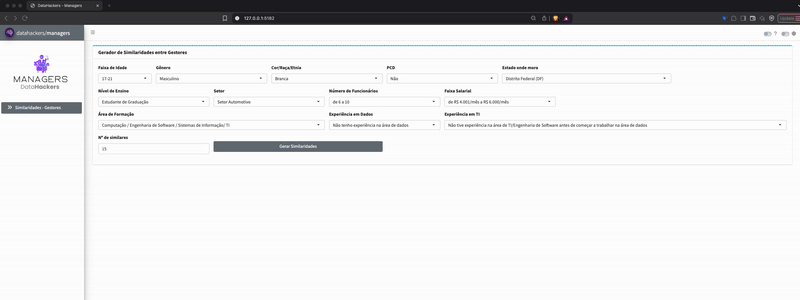 DataHackers - Managers
127.0.0.1:8182
Update
datahackers/managers
MANAGERS
DataHackers
Similaridades - Gestores
Gerador de Similaridades entre Gestores
Faixa de Idade Gênero Cor/Raça/Etnia PCD Estado onde mora
17-21 Masculino Branca Não Distrito Federal (DF)
Nível de Ensino Setor Número de Funcionários Faixa Salarial
Estudante de Graduação Setor Automotivo de 6 a 10 de R$ 4.001/mês a R$ 6.000/mês
Área de Formação Experiência em Dados Experiência em TI
Computação / Engenharia de Software / Sistemas de Informação/ TI Não tenho experiência na área de dados Não tive experiência na área de TI/Engenharia de Software antes de começar a trabalhar na área de dados
Nº de similares
15 Gerar Similaridades